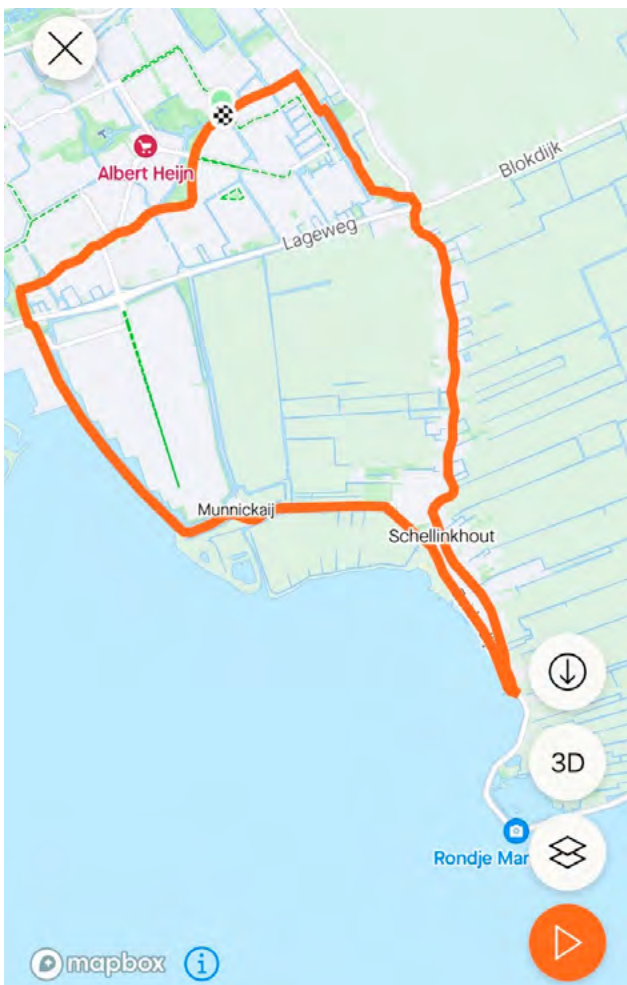 Albert Heijn
Blokdijk
Lageweg
Munnickaij
Schellinkhout
3D
Rondje Mar
mapbox
i